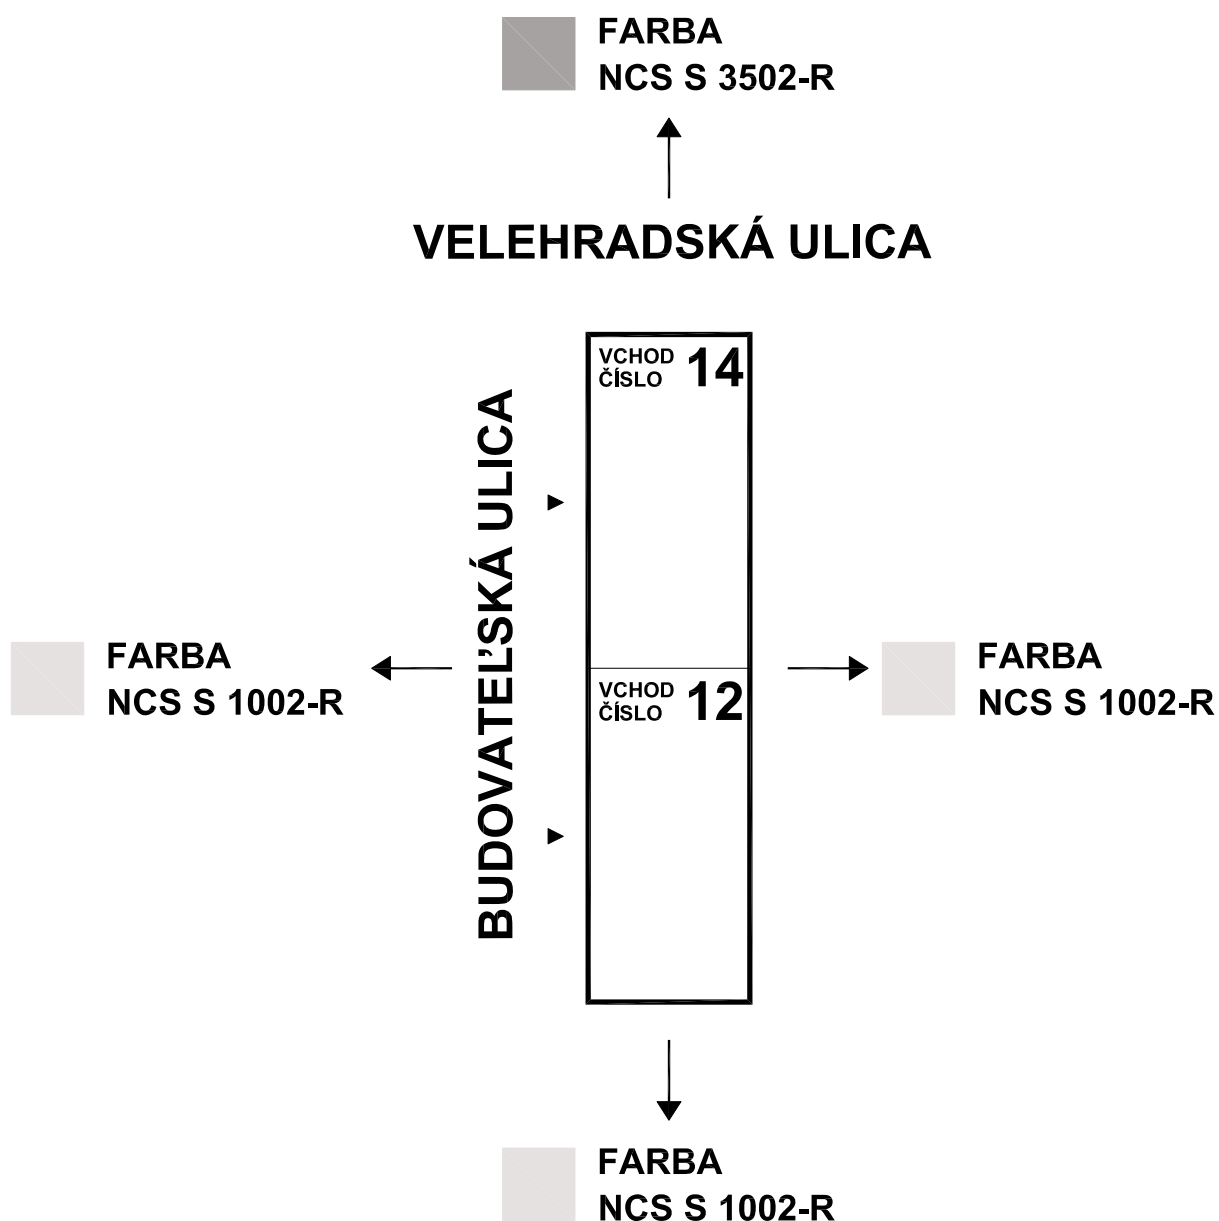 FARBA
NCS S 3502-R
VELEHRADSKÁ ULICA
VCHOD
ČÍSLO
14
BUDOVATEĽSKÁ ULICA
FARBA
NCS S 1002-R
VCHOD
ČÍSLO
12
FARBA
NCS S 1002-R
FARBA
NCS S 1002-R